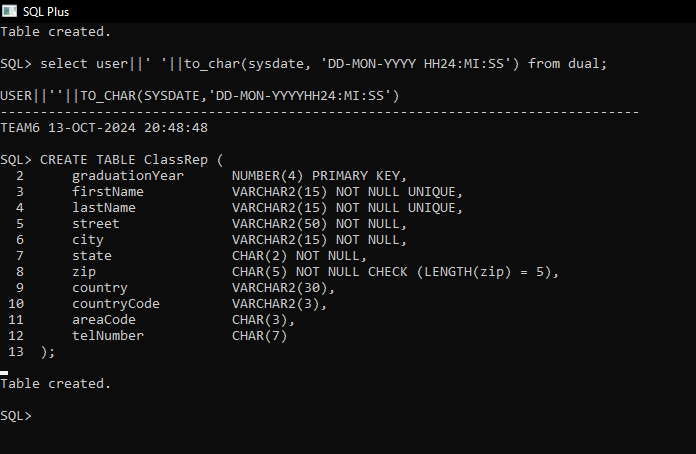 SQL Plus
Table created.
SQL> select user||' '||to_char(sysdate, 'DD-MON-YYYY HH24:MI:SS') from dual;
USER||''||TO_CHAR(SYSDATE,'DD-MON-YYYYHH24:MI:SS')
--------------------------------------------------------------------------------
TEAM6 13-OCT-2024 20:48:48
SQL> CREATE TABLE ClassRep (
  2      graduationYear      NUMBER(4) PRIMARY KEY,
  3      firstName           VARCHAR2(15) NOT NULL UNIQUE,
  4      lastName            VARCHAR2(15) NOT NULL UNIQUE,
  5      street              VARCHAR2(50) NOT NULL,
  6      city                VARCHAR2(15) NOT NULL,
  7      state               CHAR(2) NOT NULL,
  8      zip                 CHAR(5) NOT NULL CHECK (LENGTH(zip) = 5),
  9      country             VARCHAR2(30),
 10      countryCode         VARCHAR2(3),
 11      areaCode            CHAR(3),
 12      telNumber           CHAR(7)
 13  );
Table created.
SQL>